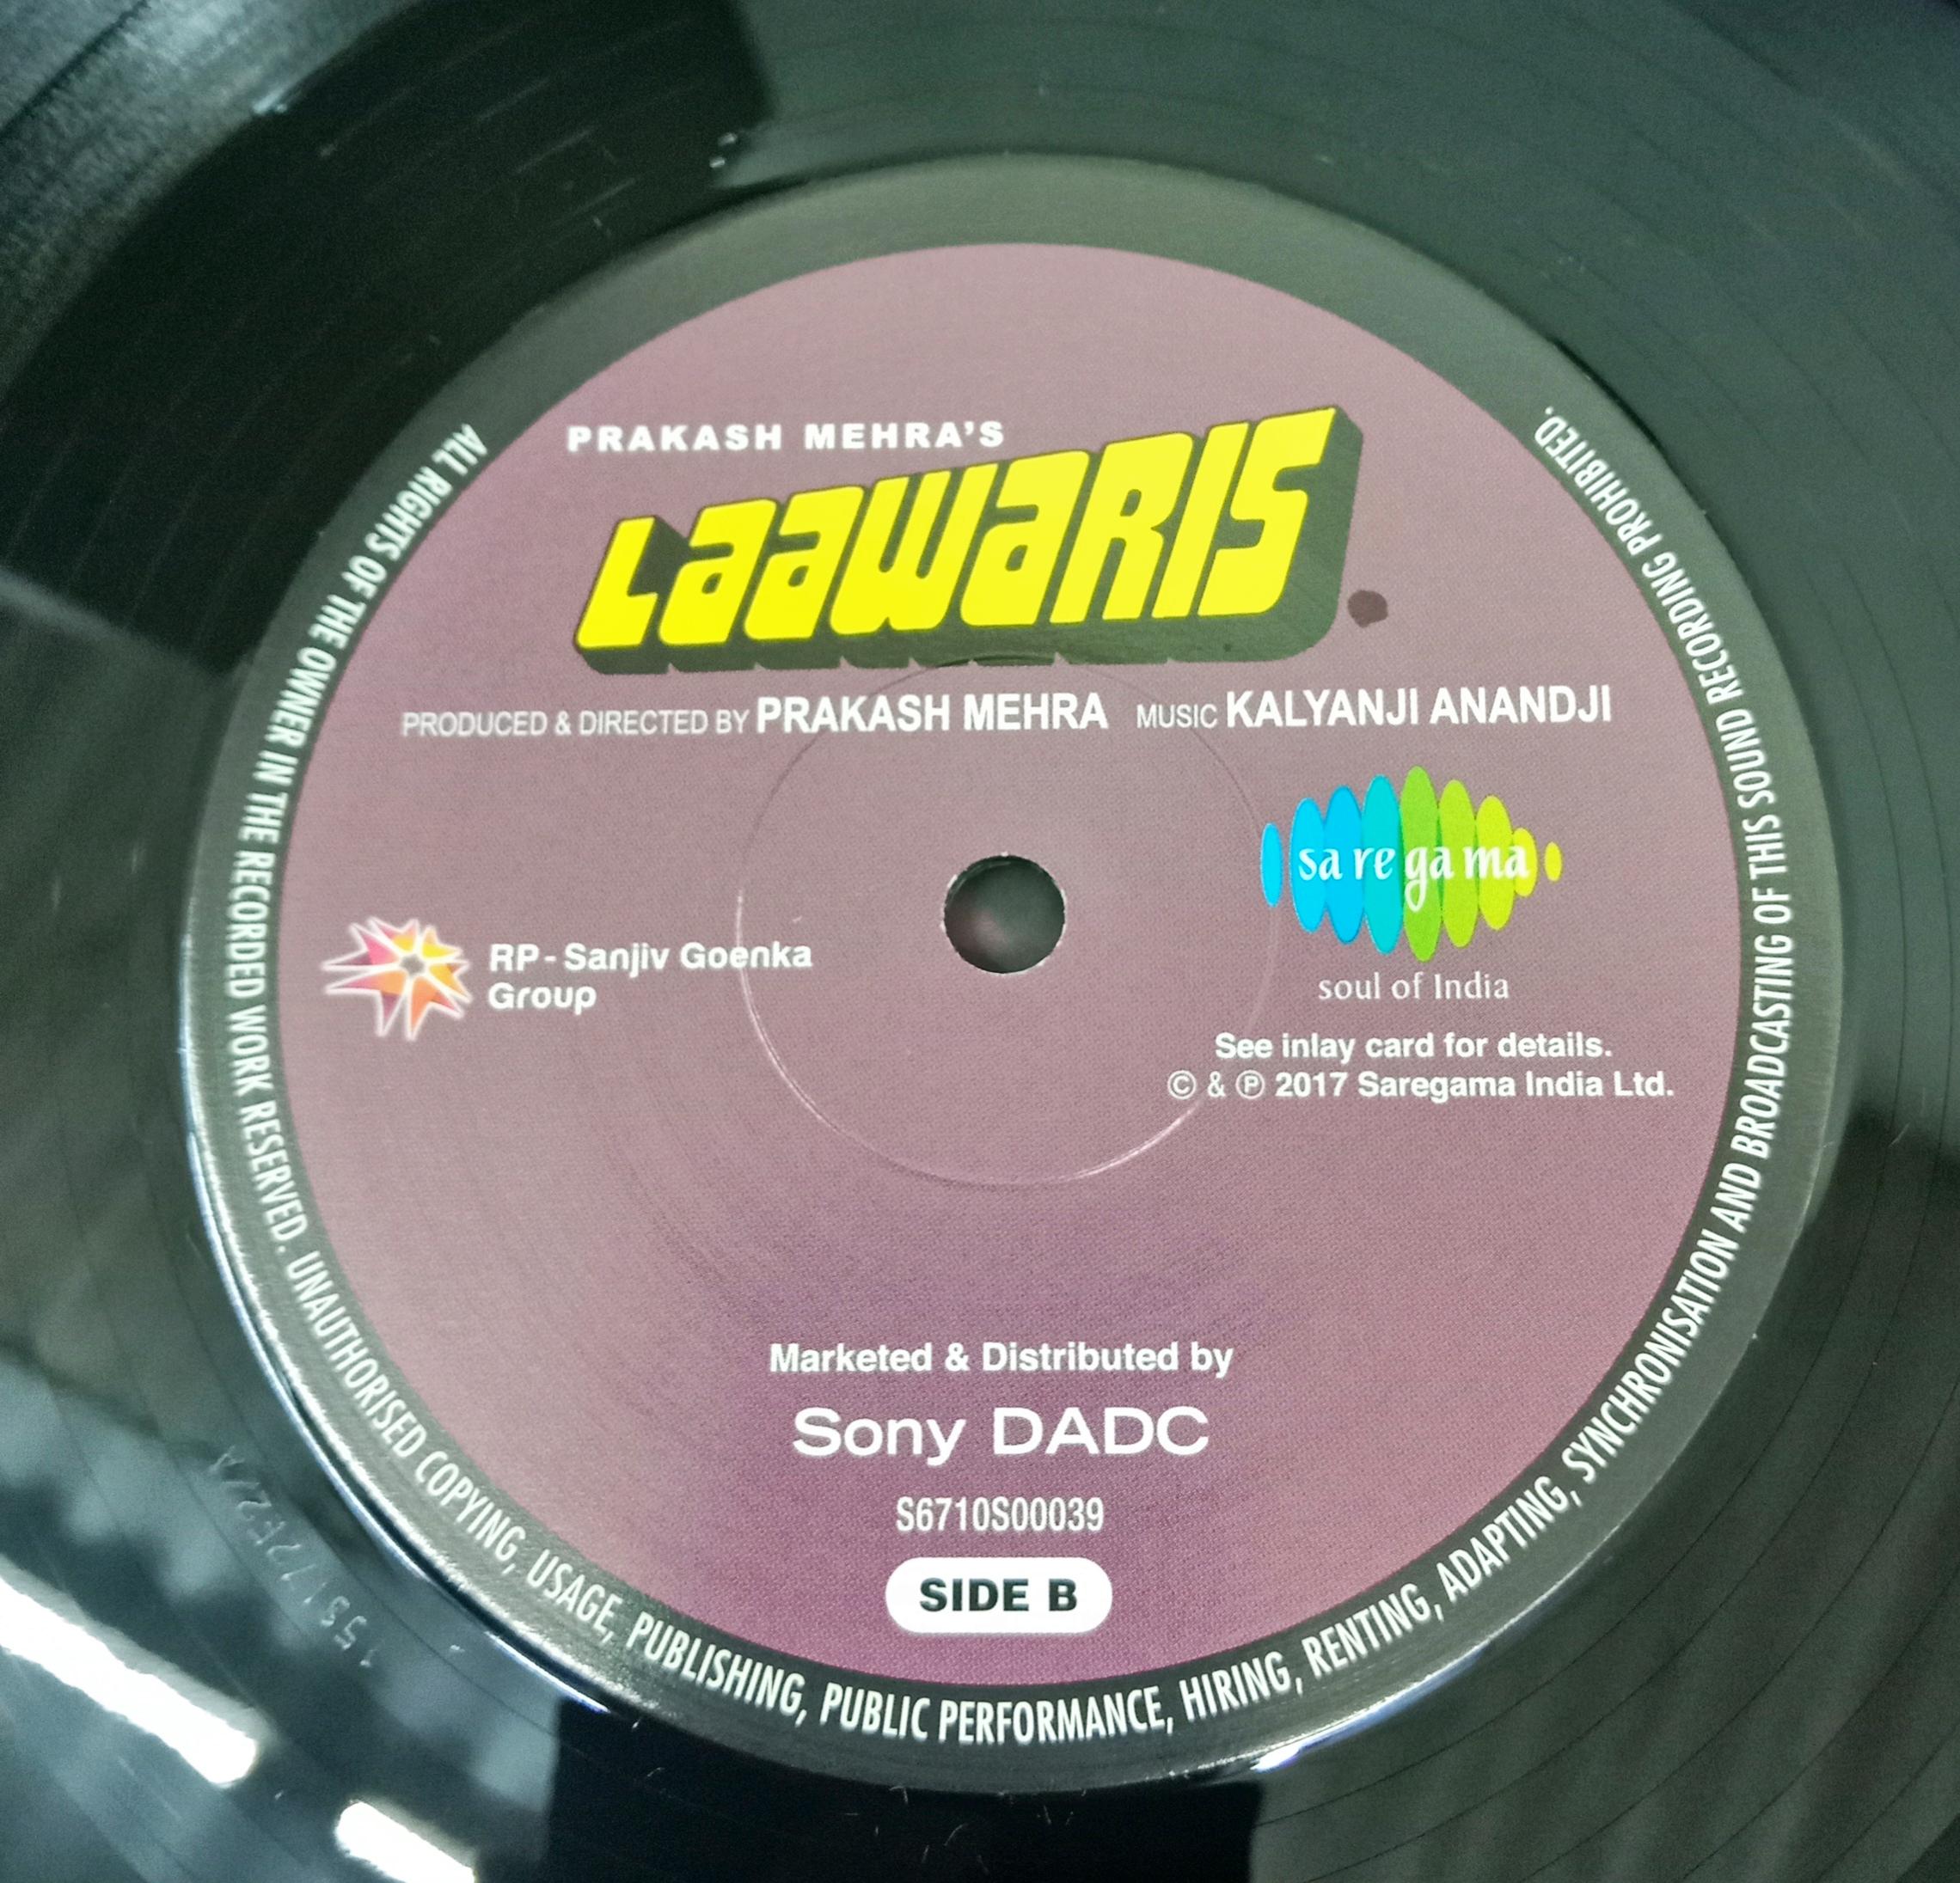 PRAKASH MEHRA'S
LAAWARIS
PRODUCED & DIRECTED BY PRAKASH MEHRA MUSIC KALYANJI ANANDJI
sa re ga ma
soul of India
RP - Sanjiv Goenka
Group
See inlay card for details.
© & ℗ 2017 Saregama India Ltd.
Marketed & Distributed by
Sony DADC
S6710S00039
SIDE B
ALL RIGHTS OF THE OWNER IN THE RECORDED WORK RESERVED. UNAUTHORISED COPYING, USAGE, PUBLISHING, PUBLIC PERFORMANCE, HIRING, RENTING, ADAPTING, SYNCHRONISATION AND BROADCASTING OF THIS SOUND RECORDING PROHIBITED.